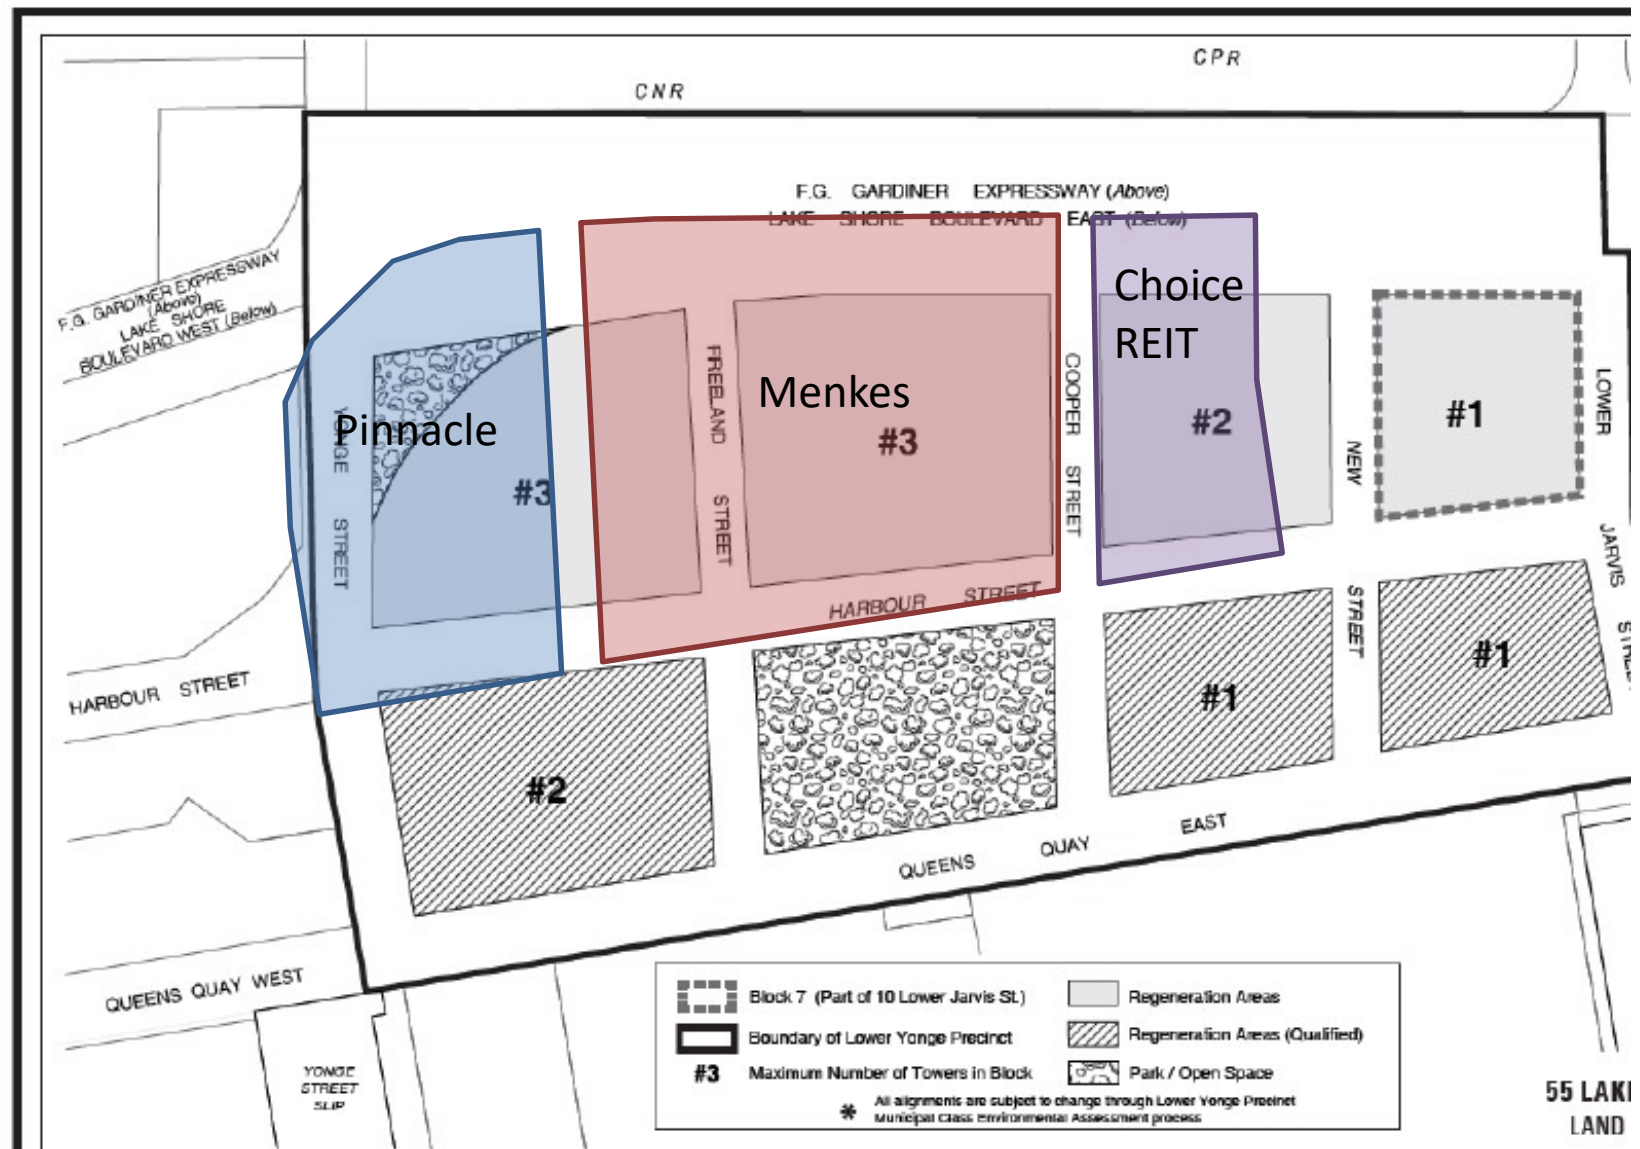 CPR
CNR
F.G. GARDINER EXPRESSWAY (Above)
LAKE SHORE BOULEVARD EAST (Below)
F.G. GARDINER EXPRESSWAY
(Above)
LAKE SHORE
BOULEVARD WEST (Below)
Choice
REIT
Menkes
Pinnacle
#3
#3
#2
#1
YONGE STREET
FREELAND STREET
COOPER STREET
NEW STREET
LOWER JARVIS
HARBOUR STREET
HARBOUR STREET
#2
#1
#1
QUEENS QUAY EAST
QUEENS QUAY WEST
YONGE
STREET
SLIP
Block 7 (Part of 10 Lower Jarvis St.)
Boundary of Lower Yonge Precinct
#3 Maximum Number of Towers in Block
Regeneration Areas
Regeneration Areas (Qualified)
Park / Open Space
* All alignments are subject to change through Lower Yonge Precinct
Municipal Class Environmental Assessment process
55 LAK
LAND